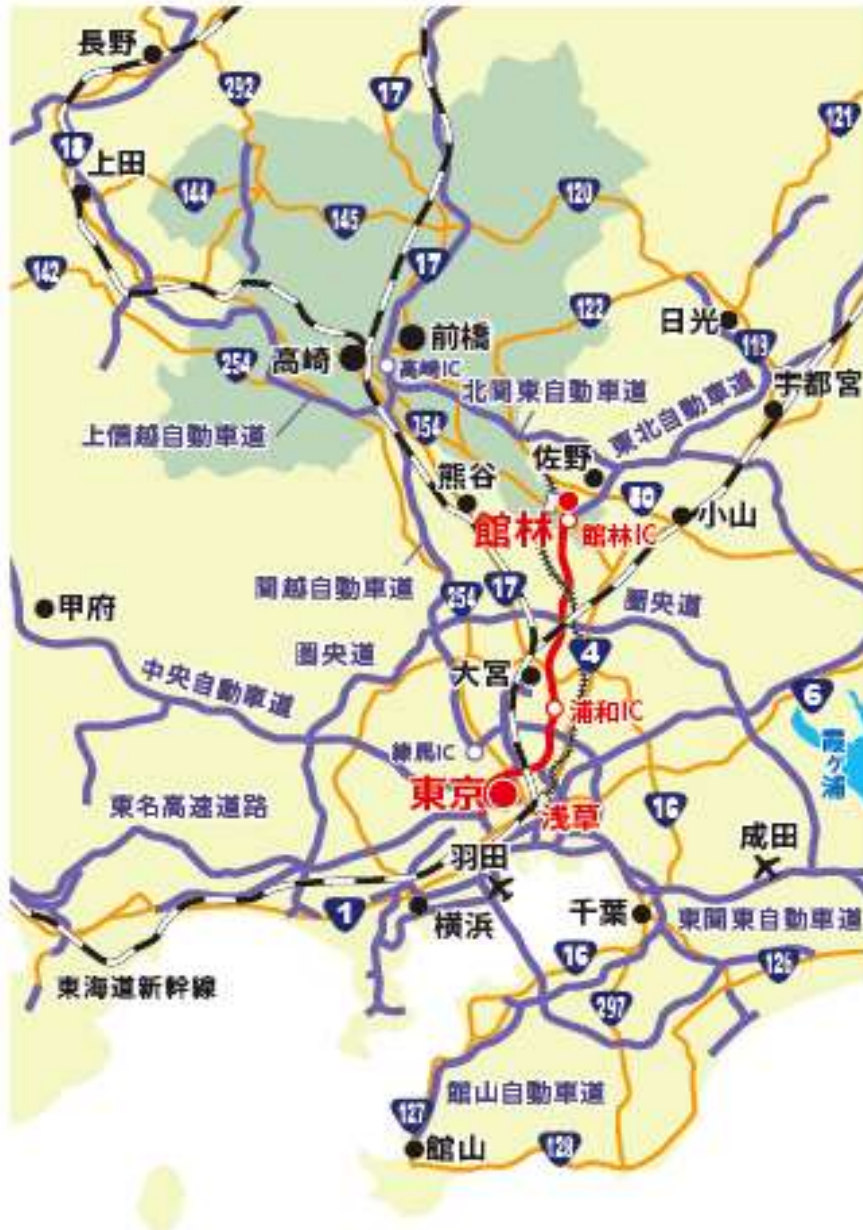 長野
292
17
121
18
上田
144
145
120
142
17
122
日光
119
前橋
高崎
高崎IC
254
北関東自動車道
宇都宮
上信越自動車道
354
東北自動車道
佐野
熊谷
50
小山
館林
館林IC
関越自動車道
254
17
圏央道
甲府
圏央道
4
大宮
中央自動車道
6
浦和IC
霞ヶ浦
練馬IC
東京
浅草
16
東名高速道路
成田
羽田
1
横浜
千葉
東関東自動車道
16
126
東海道新幹線
297
館山自動車道
127
館山
128